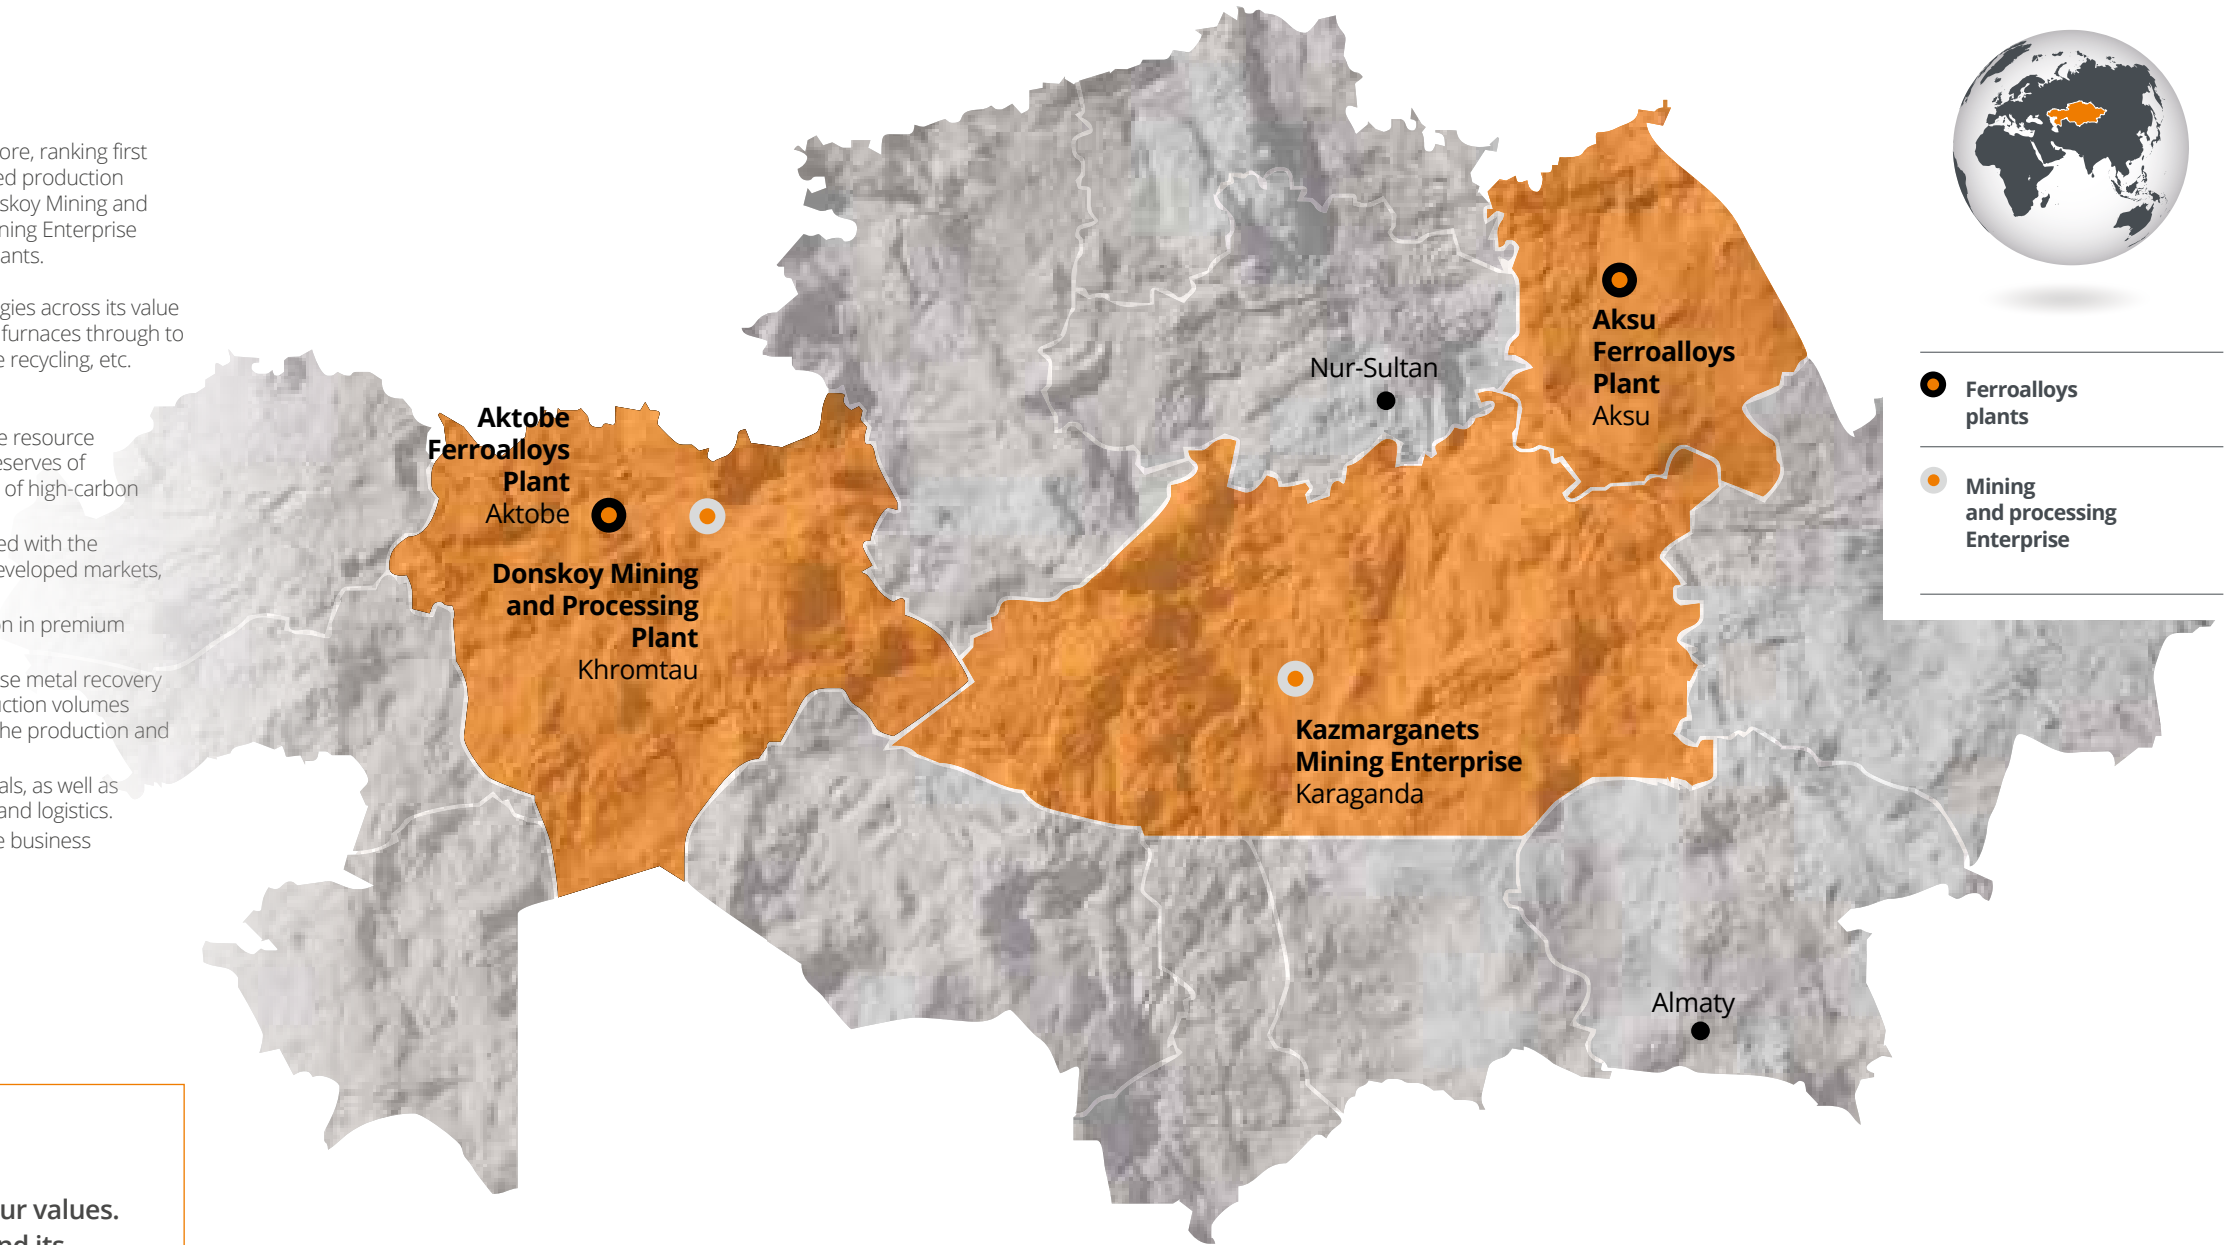 ore, ranking first
ed production
skoy Mining and
ning Enterprise
ants.
gies across its value
furnaces through to
e recycling, etc.
e resource
eserves of
of high-carbon
ed with the
eveloped markets,
on in premium
se metal recovery
uction volumes
he production and
als, as well as
and logistics.
e business
ur values.
nd its
Aktobe
Ferroalloys
Plant
Aktobe
Donskoy Mining
and Processing
Plant
Khromtau
Nur-Sultan
Aksu
Ferroalloys
Plant
Aksu
Kazmarganets
Mining Enterprise
Karaganda
Almaty
Ferroalloys
plants
Mining
and processing
Enterprise